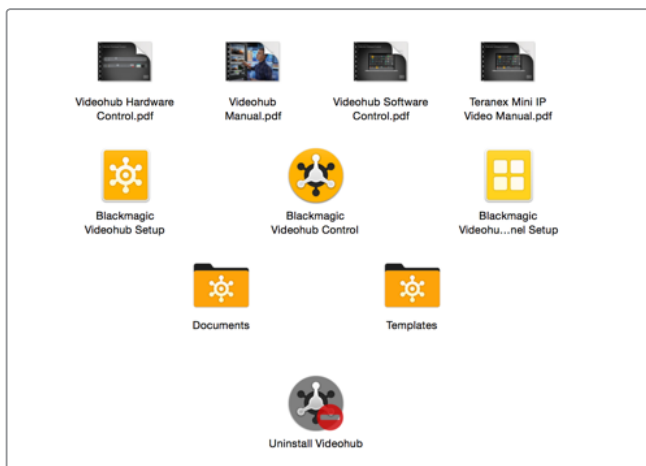 Videohub Hardware
Control.pdf
Videohub
Manual.pdf
Videohub Software
Control.pdf
Teranex Mini IP
Video Manual.pdf
Blackmagic
Videohub Setup
Blackmagic
Videohub Control
Blackmagic
Videohu...nel Setup
Documents
Templates
Uninstall Videohub